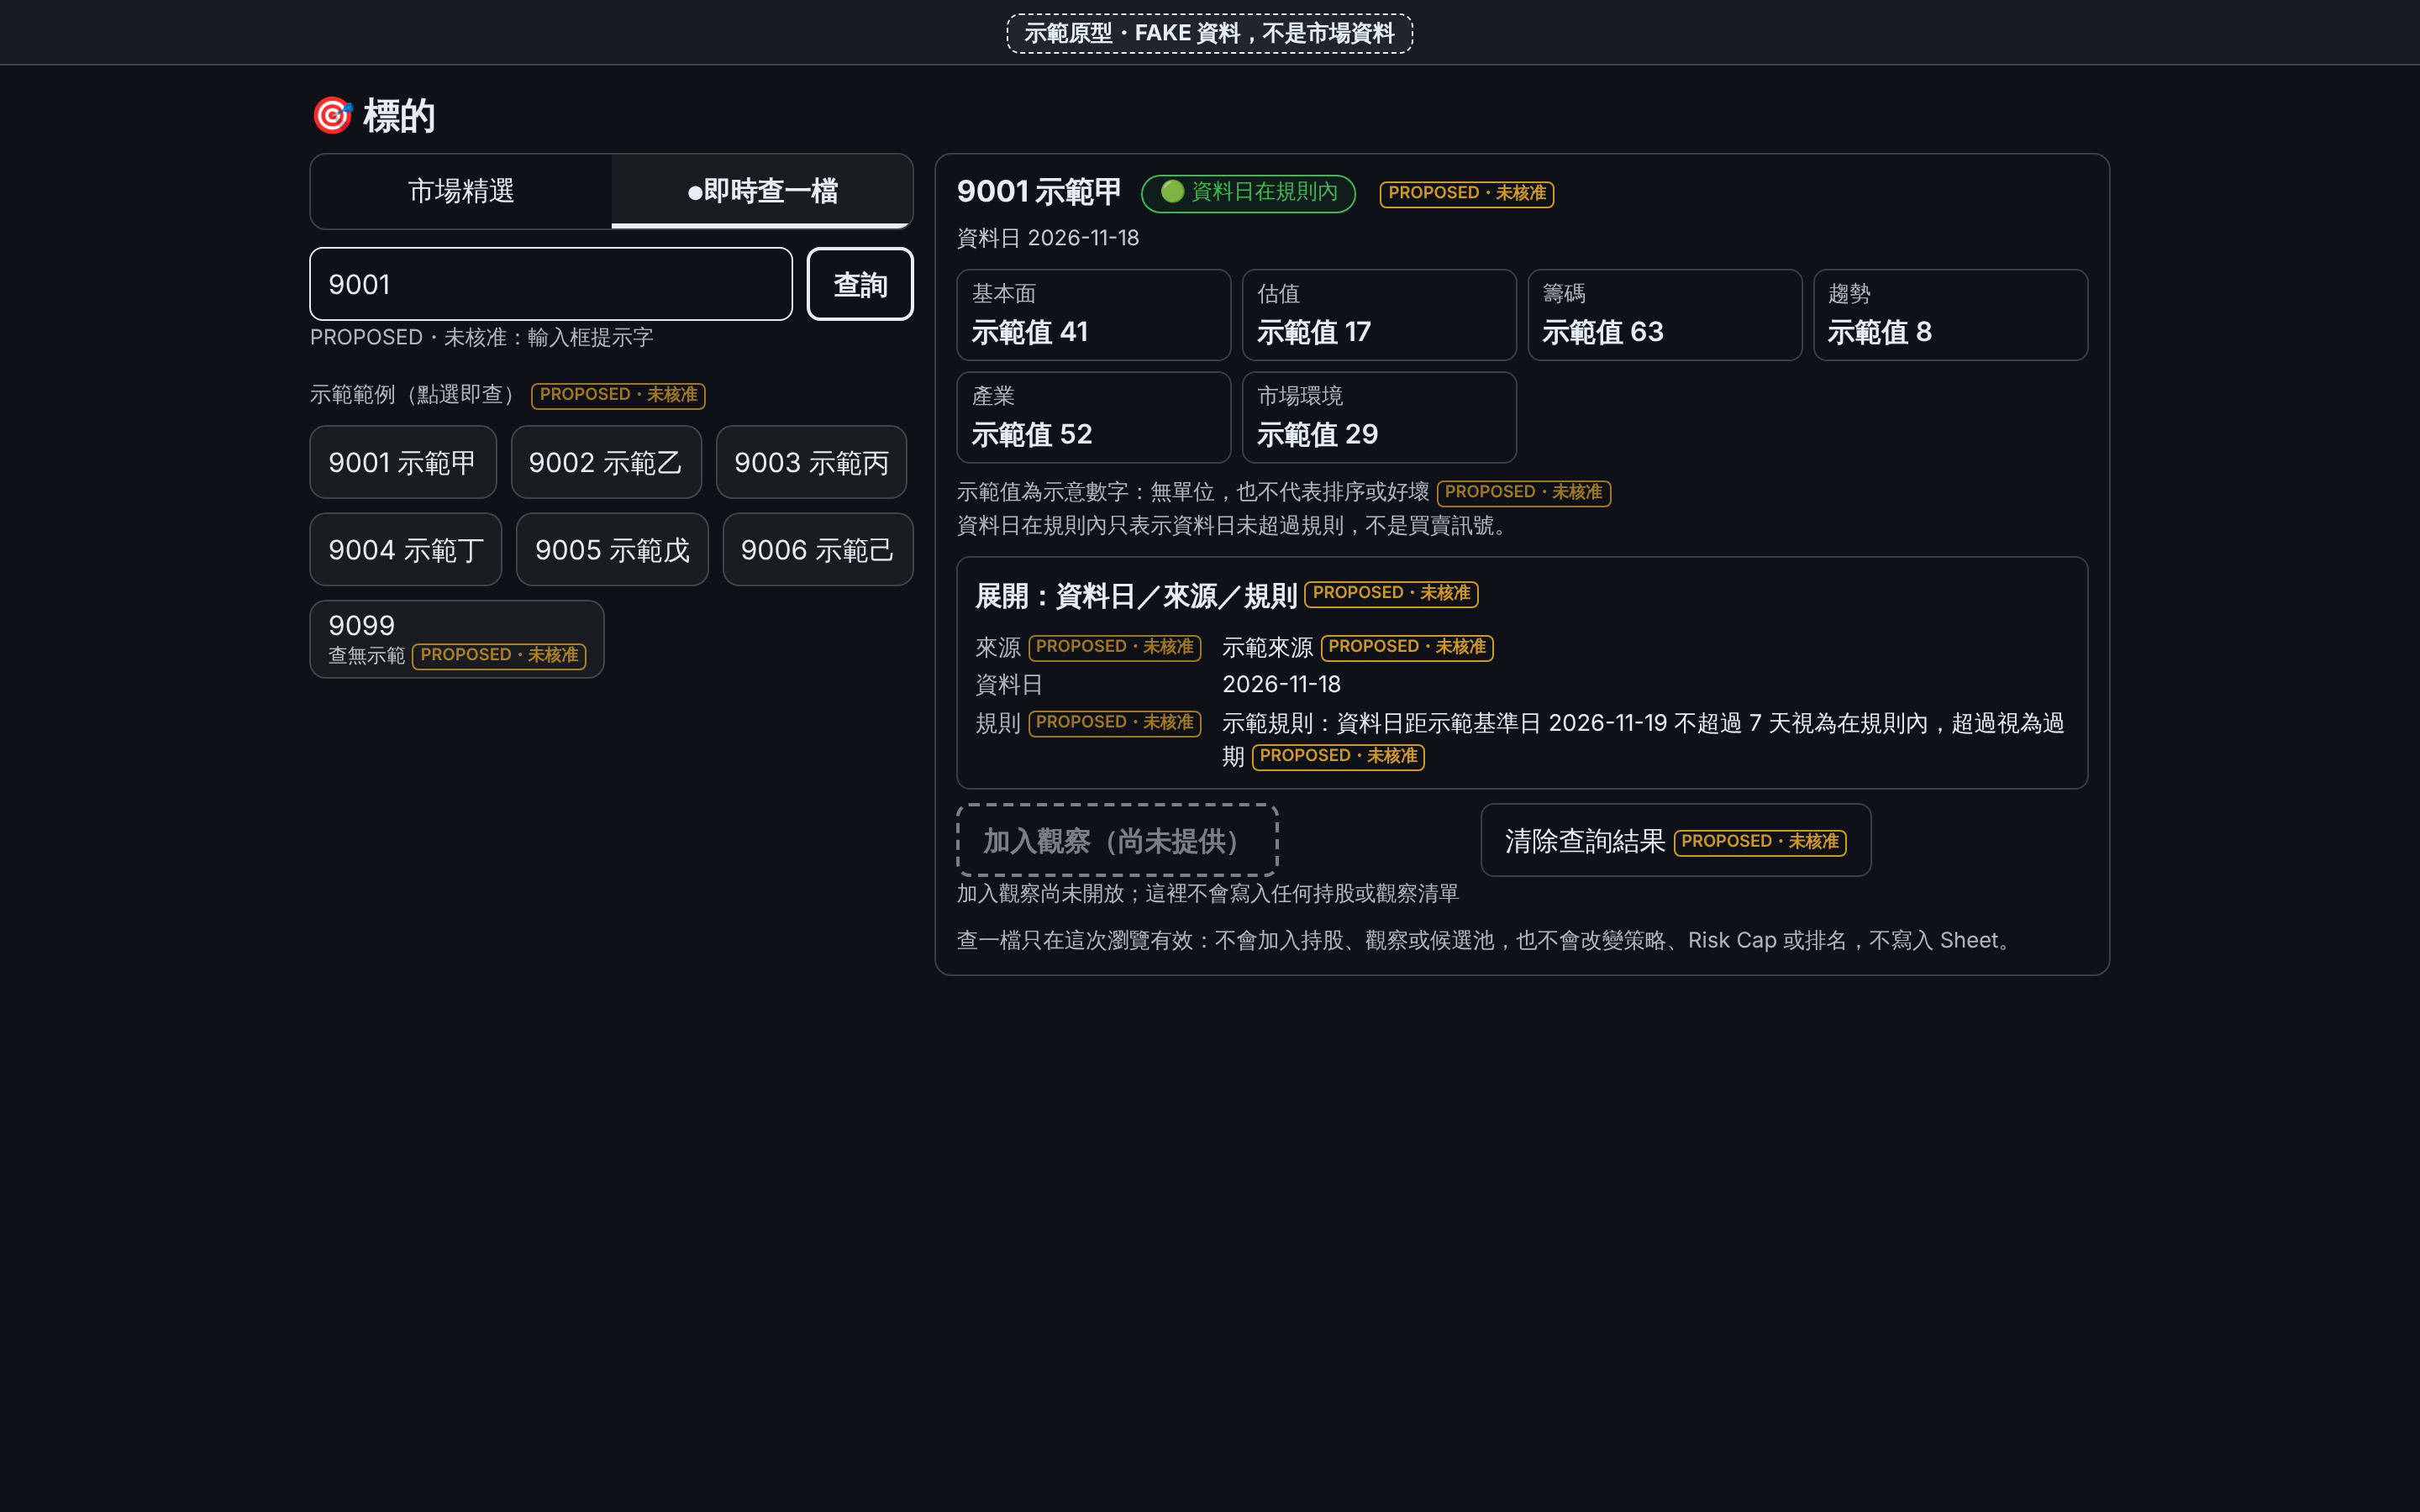 示範原型・FAKE 資料，不是市場資料
🎯 標的
市場精選
●即時查一檔
9001
查詢
PROPOSED・未核准：輸入框提示字
示範範例（點選即查） PROPOSED・未核准
9001 示範甲
9002 示範乙
9003 示範丙
9004 示範丁
9005 示範戊
9006 示範己
9099
查無示範 PROPOSED・未核准
9001 示範甲 🟢 資料日在規則內 PROPOSED・未核准
資料日 2026-11-18
基本面
示範值 41
估值
示範值 17
籌碼
示範值 63
趨勢
示範值 8
產業
示範值 52
市場環境
示範值 29
示範值為示意數字：無單位，也不代表排序或好壞 PROPOSED・未核准
資料日在規則內只表示資料日未超過規則，不是買賣訊號。
展開：資料日／來源／規則 PROPOSED・未核准
來源 PROPOSED・未核准 示範來源 PROPOSED・未核准
資料日 2026-11-18
規則 PROPOSED・未核准 示範規則：資料日距示範基準日 2026-11-19 不超過 7 天視為在規則內，超過視為過
期 PROPOSED・未核准
加入觀察（尚未提供）
清除查詢結果 PROPOSED・未核准
加入觀察尚未開放；這裡不會寫入任何持股或觀察清單
查一檔只在這次瀏覽有效：不會加入持股、觀察或候選池，也不會改變策略、Risk Cap 或排名，不寫入 Sheet。